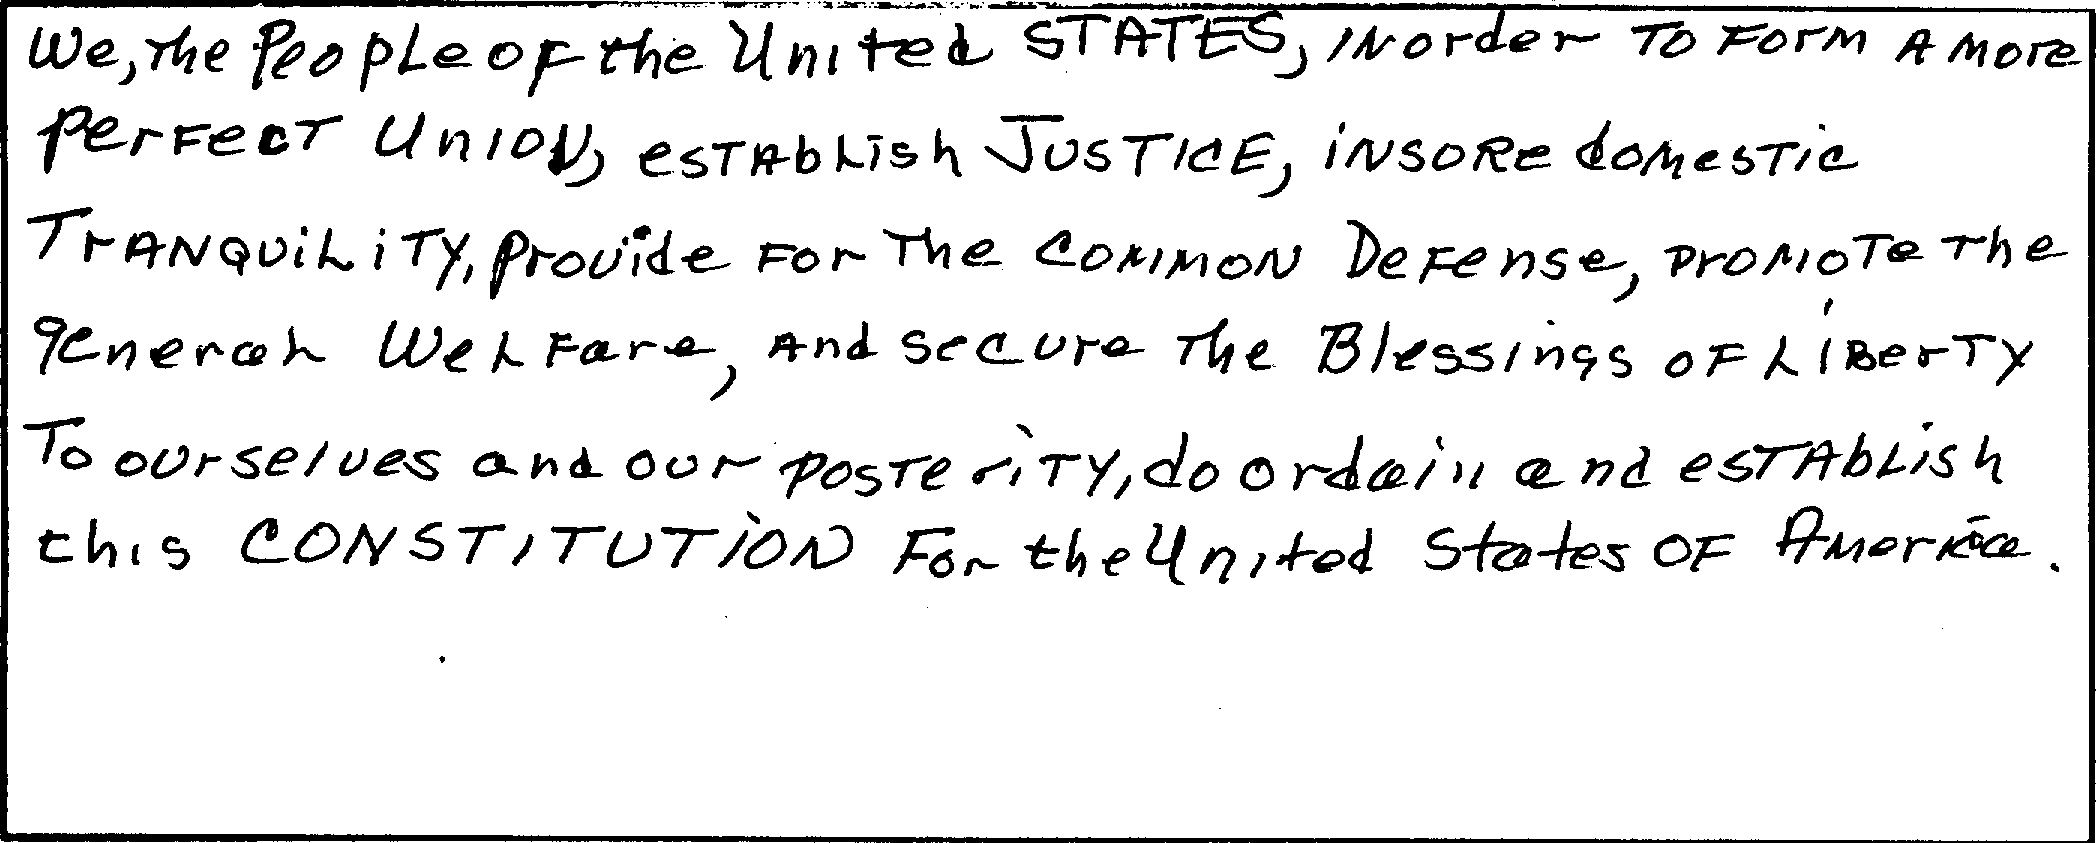 We, the People of the United STATES, IN order TO FORM A MORE
PERFECT UNION, ESTAblish JUSTICE, iNSORE domestic
TRANQUILITY, Provide FOR The COMMON Defense, PROMOTE The
general WelFare, And secure The Blessings OF LIBERTY
To ourselves and our POSTERITY, do ordain and ESTAblish
this CONSTITUTION For the United States OF America.